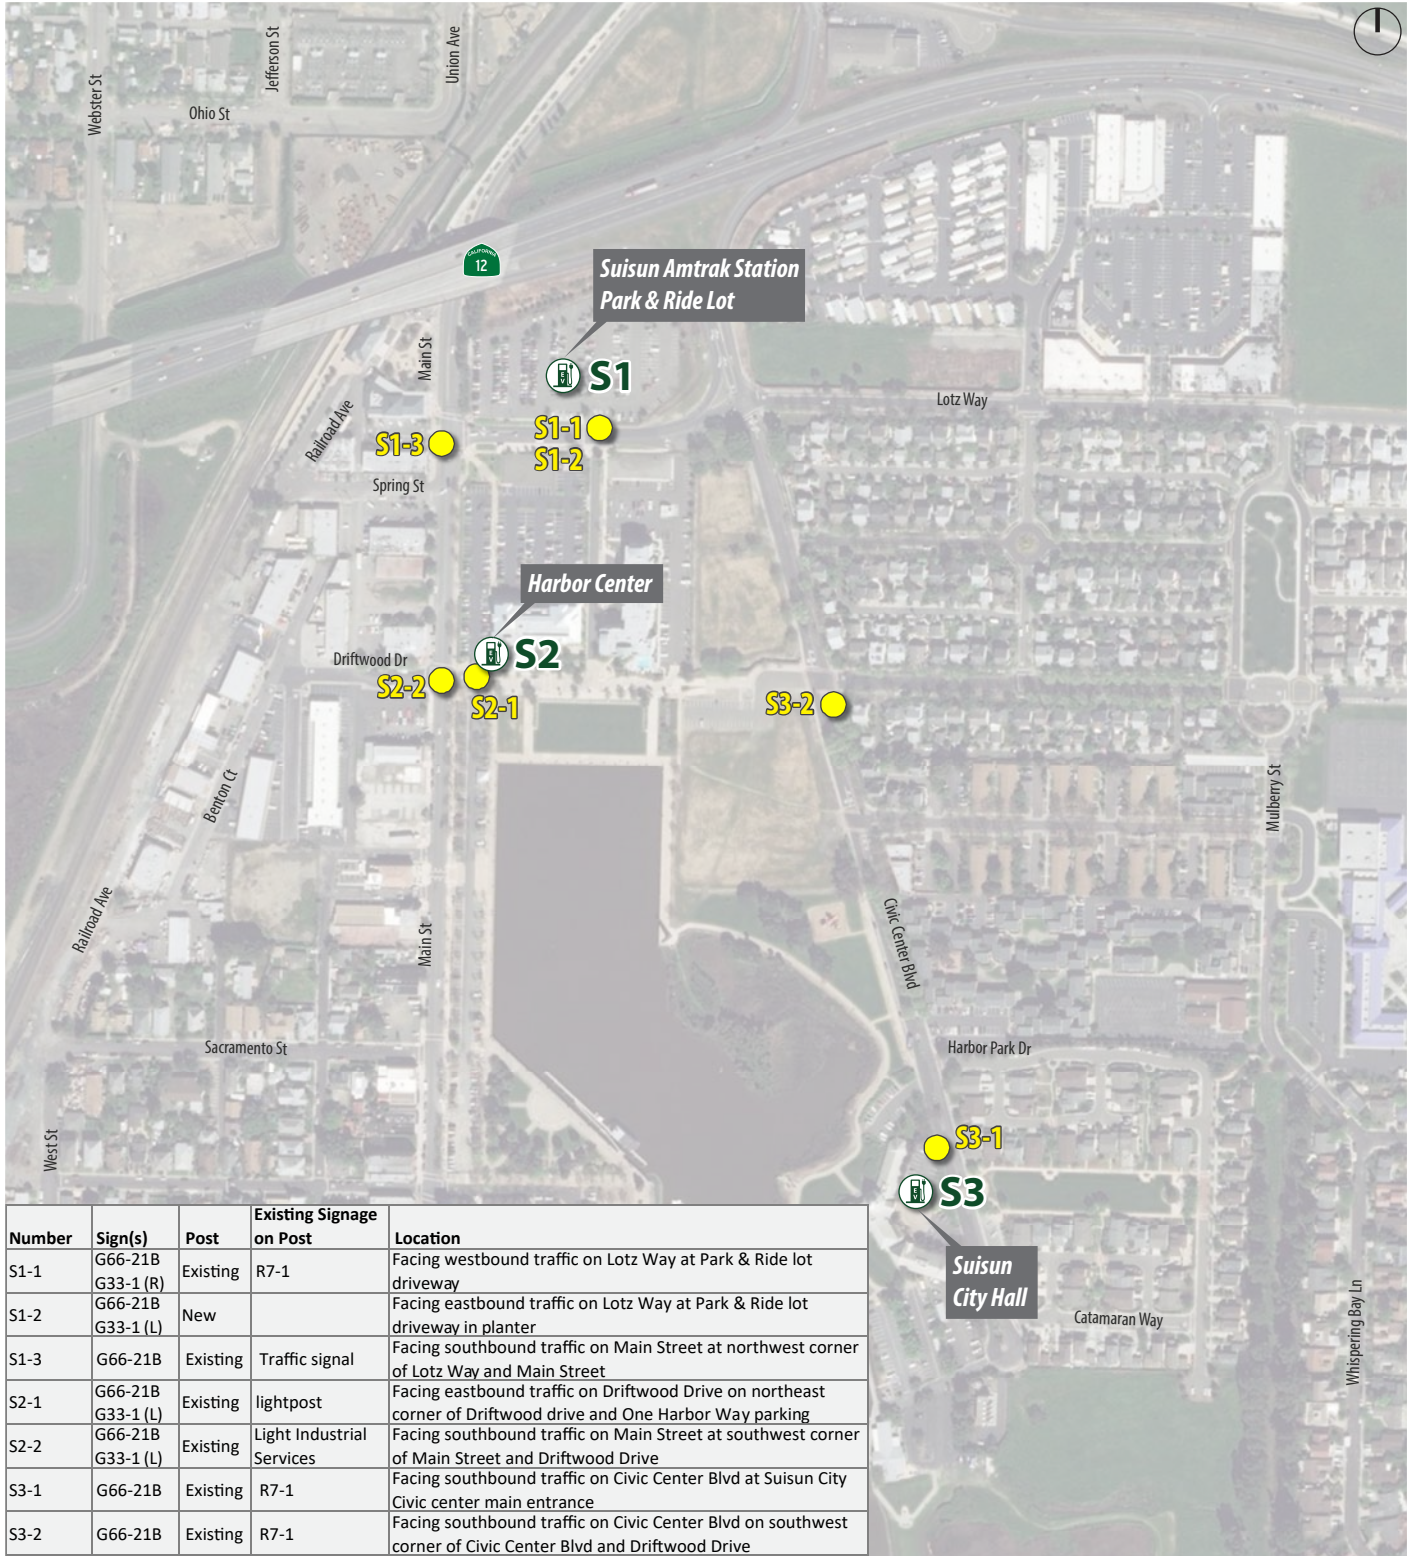 Jefferson St
Union Ave
Webster St
Ohio St
CALIFORNIA
12
Suisun Amtrak Station
Park & Ride Lot
Main St
S1
Lotz Way
Railroad Ave
S1-3
S1-1
S1-2
Spring St
Harbor Center
EV
S2
Driftwood Dr
S2-2
S2-1
S3-2
Benton Ct
Mulberry St
Railroad Ave
Main St
Civic Center Blvd
Sacramento St
Harbor Park Dr
West St
S3-1
EV
S3
Suisun
City Hall
Catamaran Way
Whispering Bay Ln
Number Sign(s) Post Existing Signage on Post Location
S1-1 G66-21B G33-1 (R) Existing R7-1 Facing westbound traffic on Lotz Way at Park & Ride lot driveway
S1-2 G66-21B G33-1 (L) New Facing eastbound traffic on Lotz Way at Park & Ride lot driveway in planter
S1-3 G66-21B Existing Traffic signal Facing southbound traffic on Main Street at northwest corner of Lotz Way and Main Street
S2-1 G66-21B G33-1 (L) Existing lightpost Facing eastbound traffic on Driftwood Drive on northeast corner of Driftwood drive and One Harbor Way parking
S2-2 G66-21B G33-1 (L) Existing Light Industrial Services Facing southbound traffic on Main Street at southwest corner of Main Street and Driftwood Drive
S3-1 G66-21B Existing R7-1 Facing southbound traffic on Civic Center Blvd at Suisun City Civic center main entrance
S3-2 G66-21B Existing R7-1 Facing southbound traffic on Civic Center Blvd on southwest corner of Civic Center Blvd and Driftwood Drive